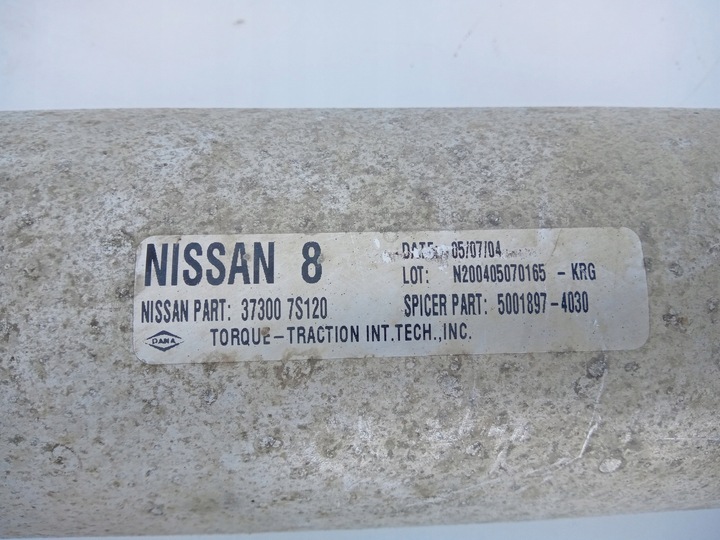 NISSAN 8
DATE: 05/07/04
LOT: N200405070165 -KRG
NISSAN PART: 37300 7S120
SPICER PART: 5001897-4030
DANA
TORQUE-TRACTION INT.TECH.,INC.